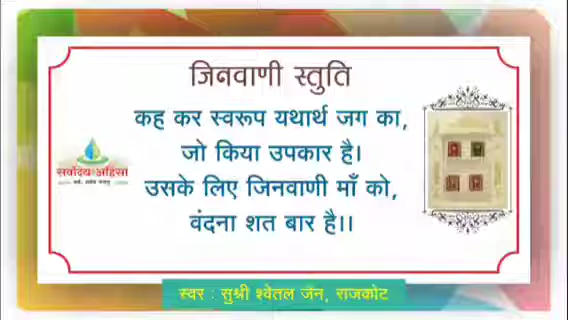 जिनवाणी स्तुति
कह कर स्वरूप यथार्थ जग का,
जो किया उपकार है।
उसके लिए जिनवाणी माँ को,
वंदना शत बार है।।
सर्वोदय अहिंसा
स्वर : सुश्री श्वेतल जैन, राजकोट